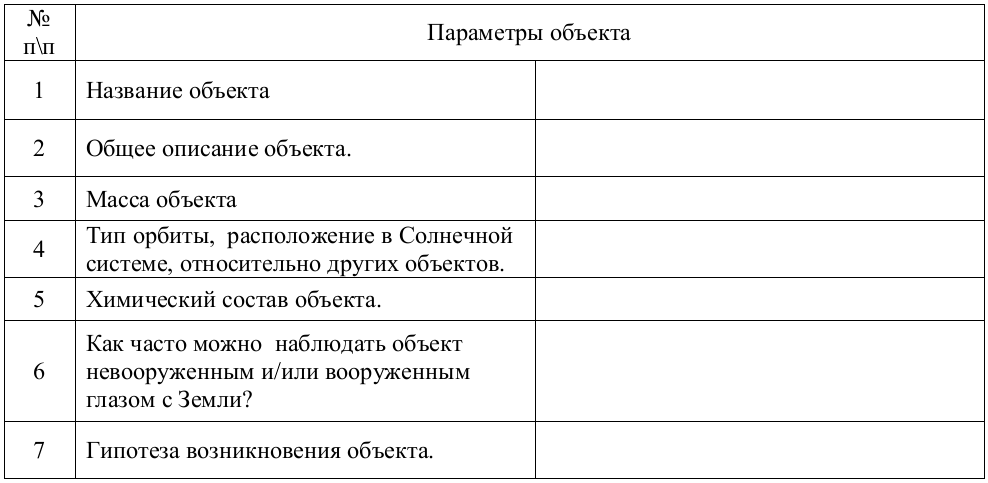 №
п\п
Параметры объекта
1
Название объекта
2
Общее описание объекта.
3
Масса объекта
4
Тип орбиты,  расположение в Солнечной
системе, относительно других объектов.
5
Химический состав объекта.
6
Как часто можно  наблюдать объект
невооруженным и/или вооруженным
глазом с Земли?
7
Гипотеза возникновения объекта.